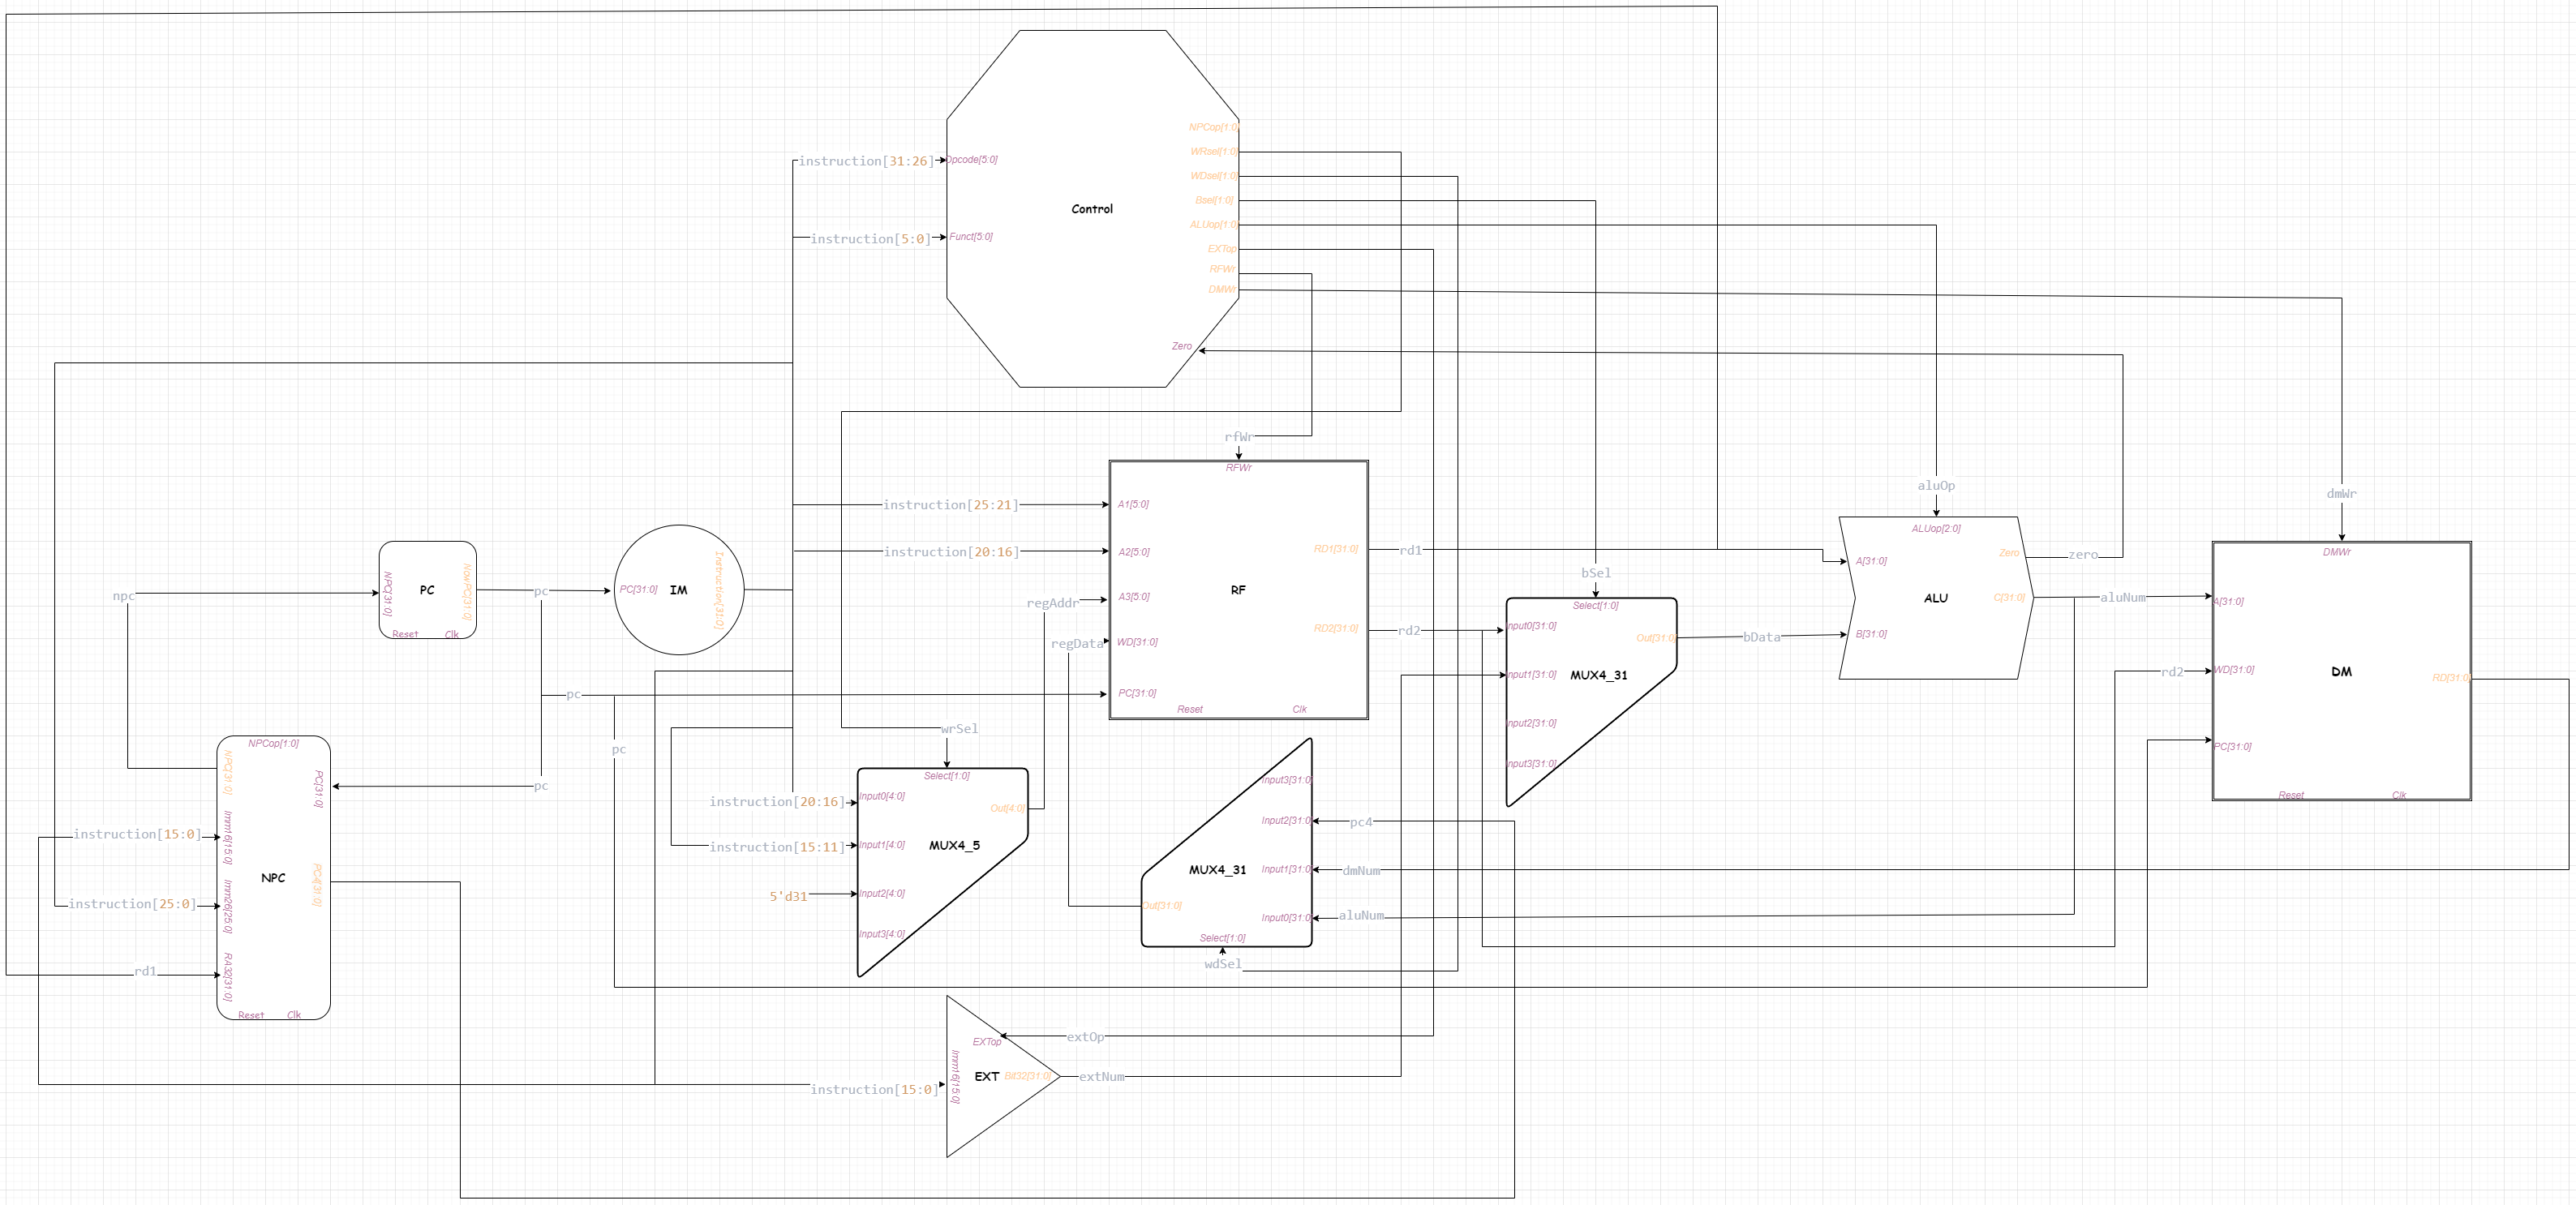 NPCop[1:0]
WRsel[1:0]
WDsel[1:0]
Bsel[1:0]
ALUop[1:0]
EXTop
RFWr
DMWr
Zero
Control
instruction[31:26]
Opcode[5:0]
instruction[5:0]
Funct[5:0]
rfWr
RFWr
instruction[25:21]
A1[5:0]
instruction[20:16]
A2[5:0]
regAddr
A3[5:0]
regData
WD[31:0]
PC[31:0]
Reset
Clk
RF
RD1[31:0]
RD2[31:0]
rd1
rd2
npc
NPC[31:0]
PC
NowPC[31:0]
Reset
Clk
pc
PC[31:0]
IM
Instruction[31:0]
pc
pc
pc
NPCop[1:0]
NPC[31:0]
PC[31:0]
instruction[15:0]
Imm16[15:0]
NPC
PC4[31:0]
instruction[25:0]
Imm26[25:0]
rd1
RA32[31:0]
Reset
Clk
wrSel
Select[1:0]
instruction[20:16]
Input0[4:0]
Out[4:0]
instruction[15:11]
Input1[4:0]
MUX4_5
5'd31
Input2[4:0]
Input3[4:0]
Input3[31:0]
Input2[31:0]
pc4
MUX4_31
Input1[31:0]
dmNum
Out[31:0]
Input0[31:0]
aluNum
Select[1:0]
wdSel
EXTop
extOp
instruction[15:0]
Imm16[15:0]
EXT
Bit32[31:0]
extNum
bSel
Select[1:0]
Input0[31:0]
Out[31:0]
bData
Input1[31:0]
MUX4_31
Input2[31:0]
Input3[31:0]
aluOp
ALUop[2:0]
Zero
zero
A[31:0]
ALU
C[31:0]
aluNum
B[31:0]
dmWr
DMWr
A[31:0]
rd2
WD[31:0]
DM
RD[31:0]
PC[31:0]
Reset
Clk